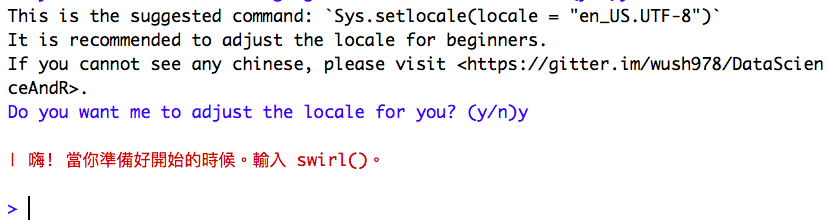 This is the suggested command: `Sys.setlocale(locale = "en_US.UTF-8")`
It is recommended to adjust the locale for beginners.
If you cannot see any chinese, please visit <https://gitter.im/wush978/DataScien
ceAndR>.
Do you want me to adjust the locale for you? (y/n)y
| 嗨! 當你準備好開始的時候。輸入 swirl()。
>